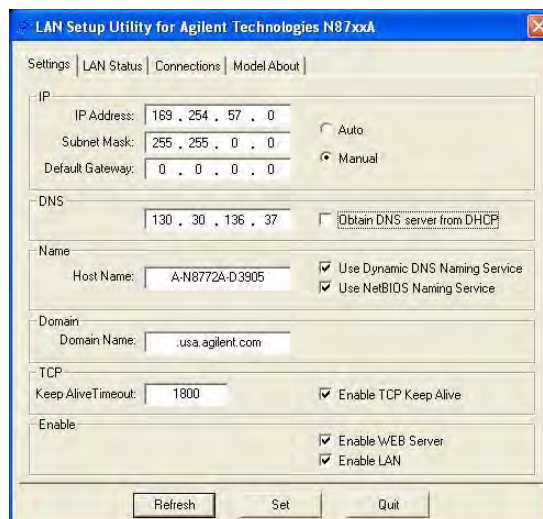 LAN Setup Utility for Agilent Technologies N87xxA
Settings LAN Status Connections Model About
IP
IP Address: 169 . 254 . 57 . 0
Auto
Subnet Mask: 255 . 255 . 0 . 0
Manual
Default Gateway: 0 . 0 . 0 . 0
DNS
130 . 30 . 136 . 37 Obtain DNS server from DHCP
Name
Host Name: A-N8772A-D3905 Use Dynamic DNS Naming Service
Use NetBIOS Naming Service
Domain
Domain Name: .usa.agilent.com
TCP
Keep AliveTimeout: 1800 Enable TCP Keep Alive
Enable
Enable WEB Server
Enable LAN
Refresh Set Quit